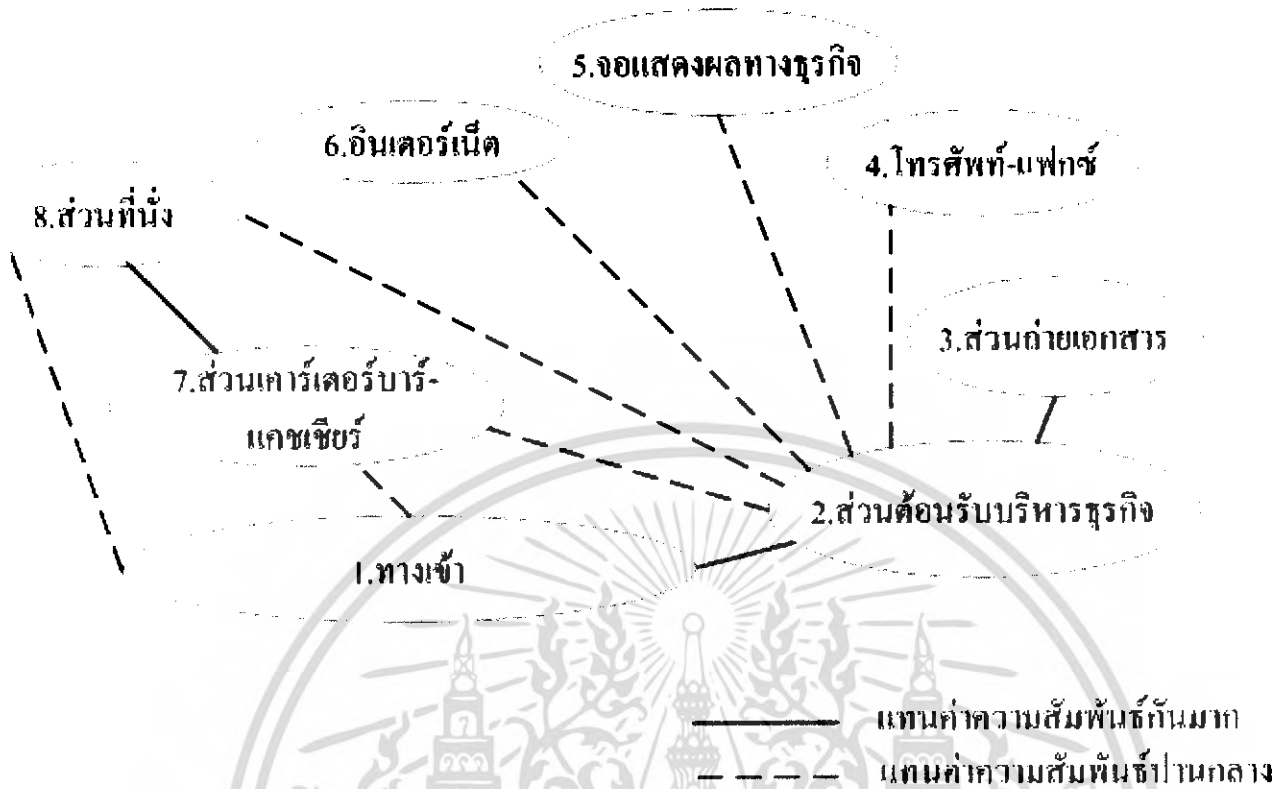 5.จอแสดงผลทางธุรกิจ
6.อินเตอร์เน็ต
4.โทรศัพท์-แฟกซ์
8.ส่วนที่นั่ง
3.ส่วนถ่ายเอกสาร
7.ส่วนเคาร์เตอร์บาร์-
แคชเชียร์
2.ส่วนต้อนรับบริหารธุรกิจ
1.ทางเข้า
แทนค่าความสัมพันธ์กันมาก
แทนค่าความสัมพันธ์ปานกลาง